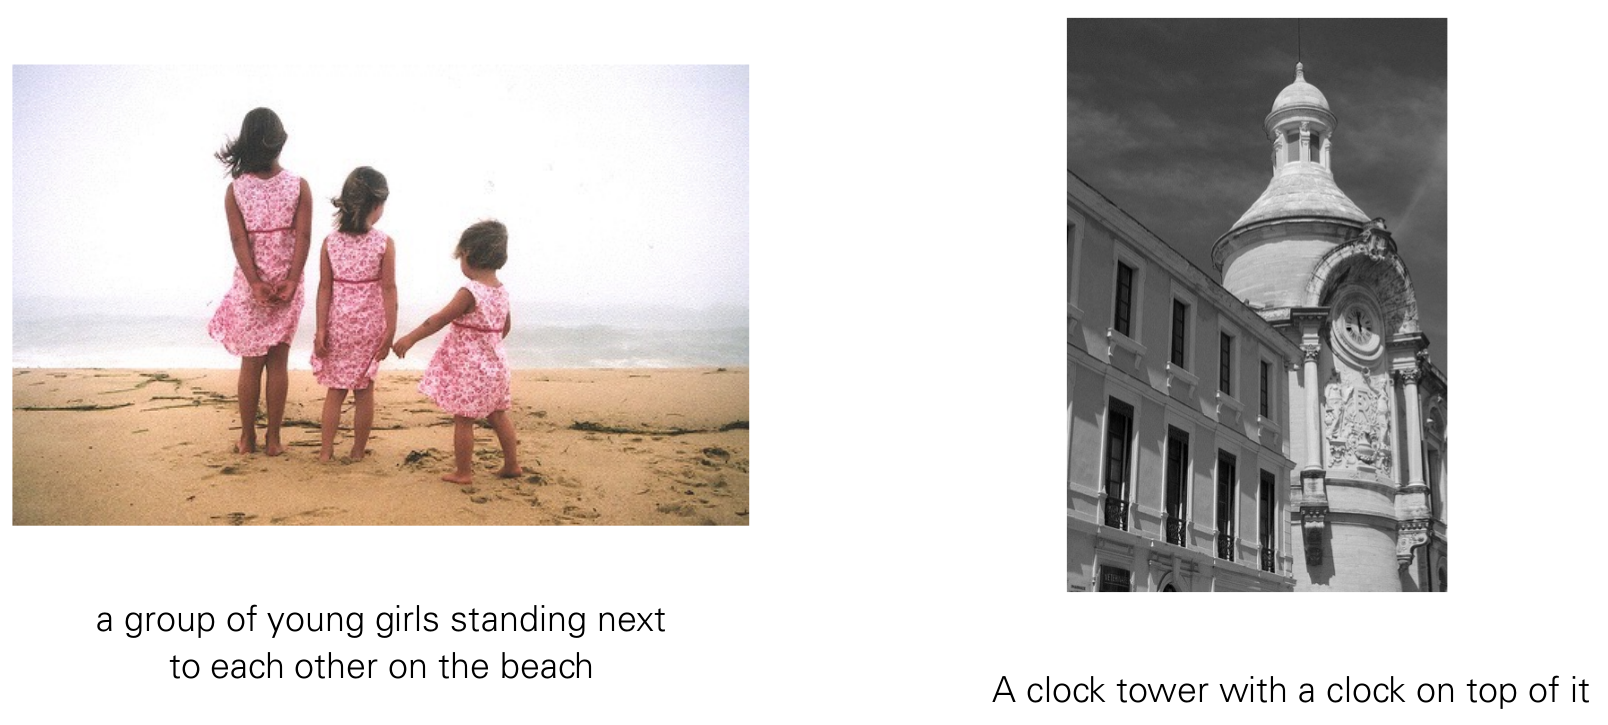 a group of young girls standing next
to each other on the beach
A clock tower with a clock on top of it